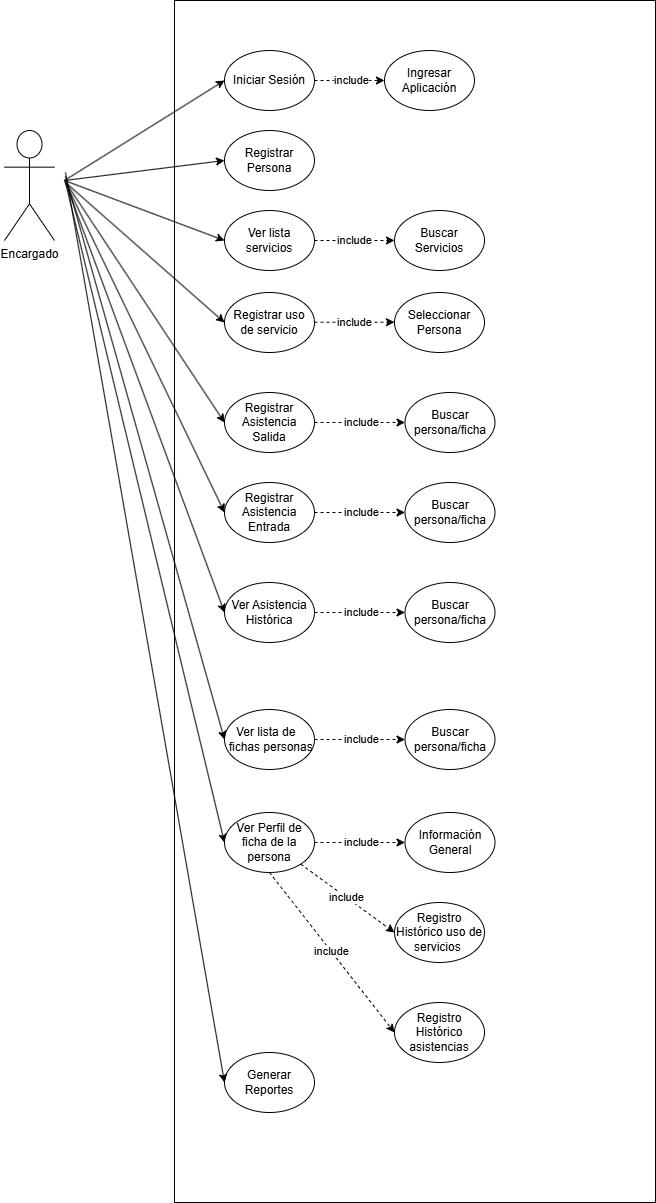 Iniciar Sesión
include
Ingresar
Aplicación
Registrar
Persona
Encargado
Ver lista
servicios
include
Buscar
Servicios
Registrar uso
de servicio
include
Seleccionar
Persona
Registrar
Asistencia
Salida
include
Buscar
persona/ficha
Registrar
Asistencia
Entrada
include
Buscar
persona/ficha
Ver Asistencia
Histórica
include
Buscar
persona/ficha
Ver lista de
fichas personas
include
Buscar
persona/ficha
Ver Perfil de
ficha de la
persona
include
Información
General
include
Registro
Histórico uso de
servicios
include
Registro
Histórico
asistencias
Generar
Reportes